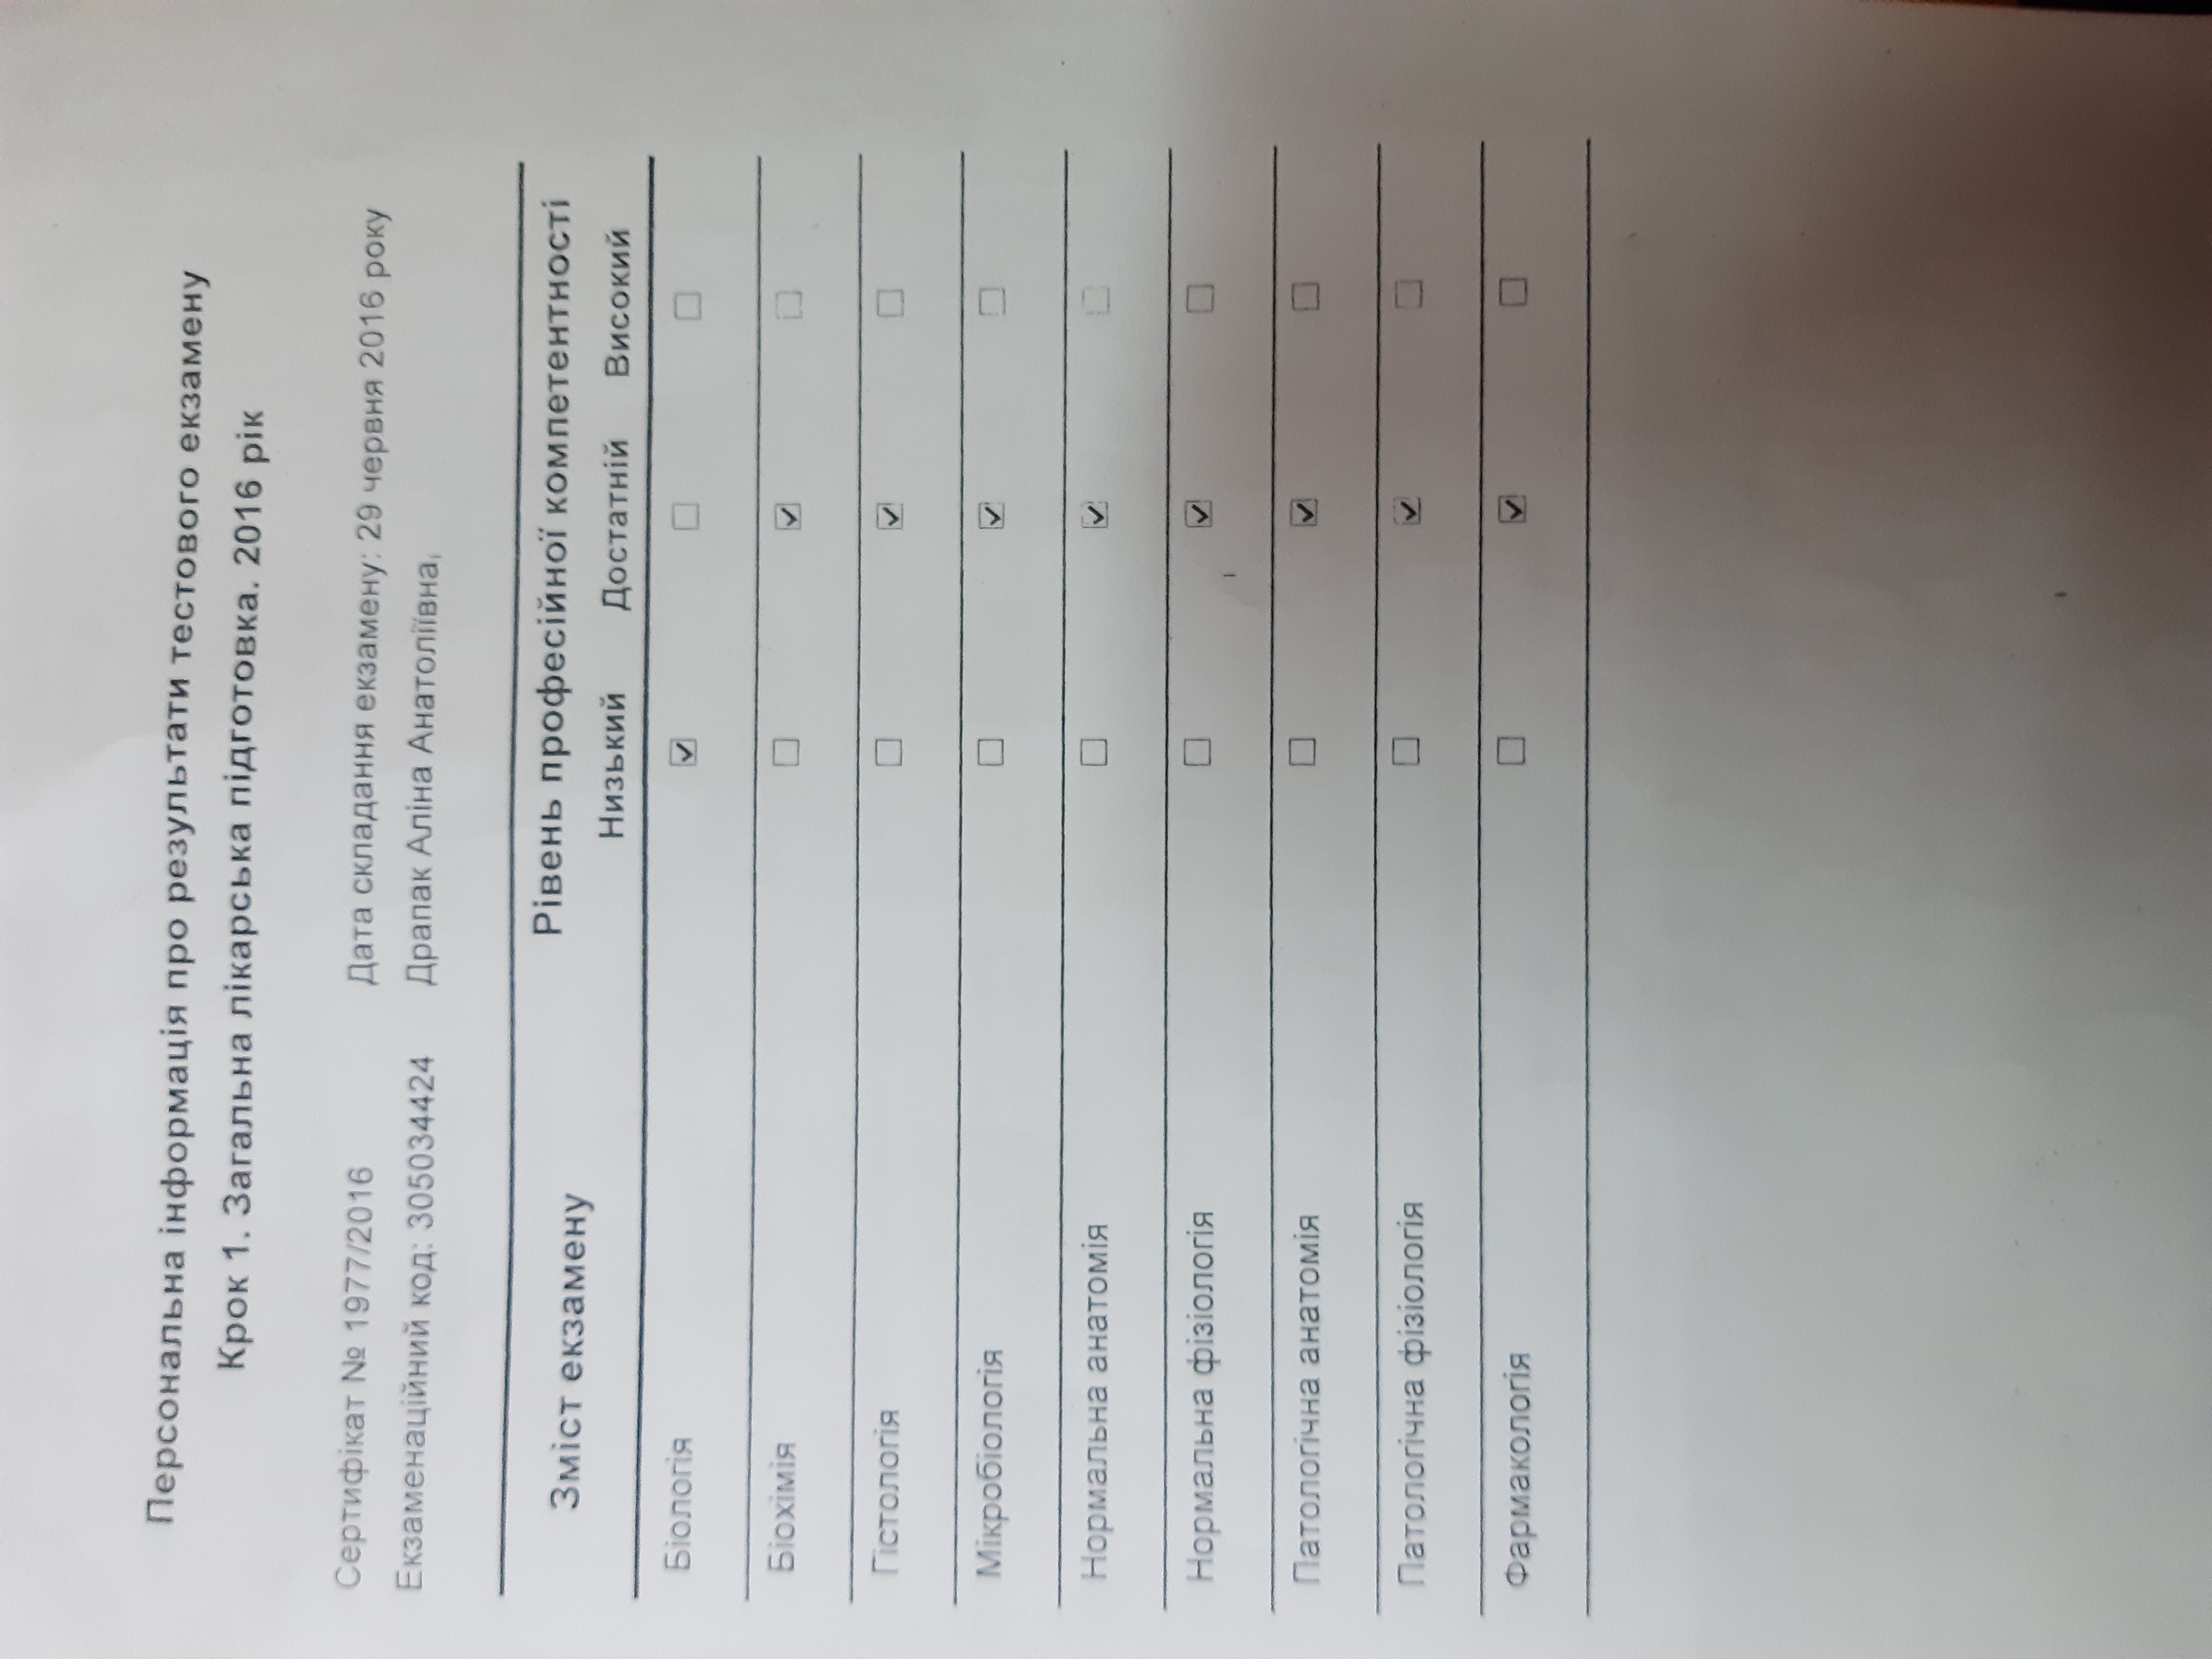 Персональна інформація про результати тестового екзамену
Крок 1. Загальна лікарська підготовка. 2016 рік
Сертифікат № 1977/2016 Дата складання екзамену: 29 червня 2016 року
Екзаменаційний код: 305034424 Драпак Аліна Анатоліївна,
Зміст екзамену Рівень професійної компетентності
Низький Достатній Високий
Біологія ☑ ☐ ☐
Біохімія ☐ ☑ ☐
Гістологія ☐ ☑ ☐
Мікробіологія ☐ ☑ ☐
Нормальна анатомія ☐ ☑ ☐
Нормальна фізіологія ☐ ☑ ☐
Патологічна анатомія ☐ ☑ ☐
Патологічна фізіологія ☐ ☑ ☐
Фармакологія ☐ ☑ ☐